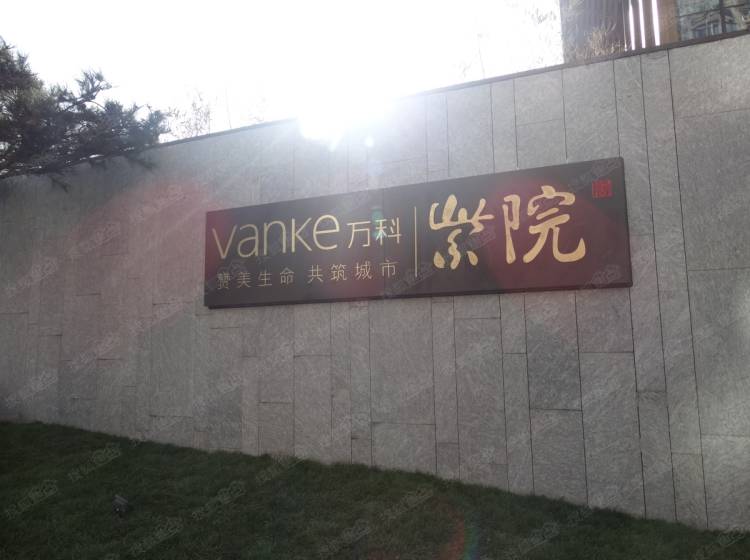 vanke万科
赞美生命 共筑城市
紫院